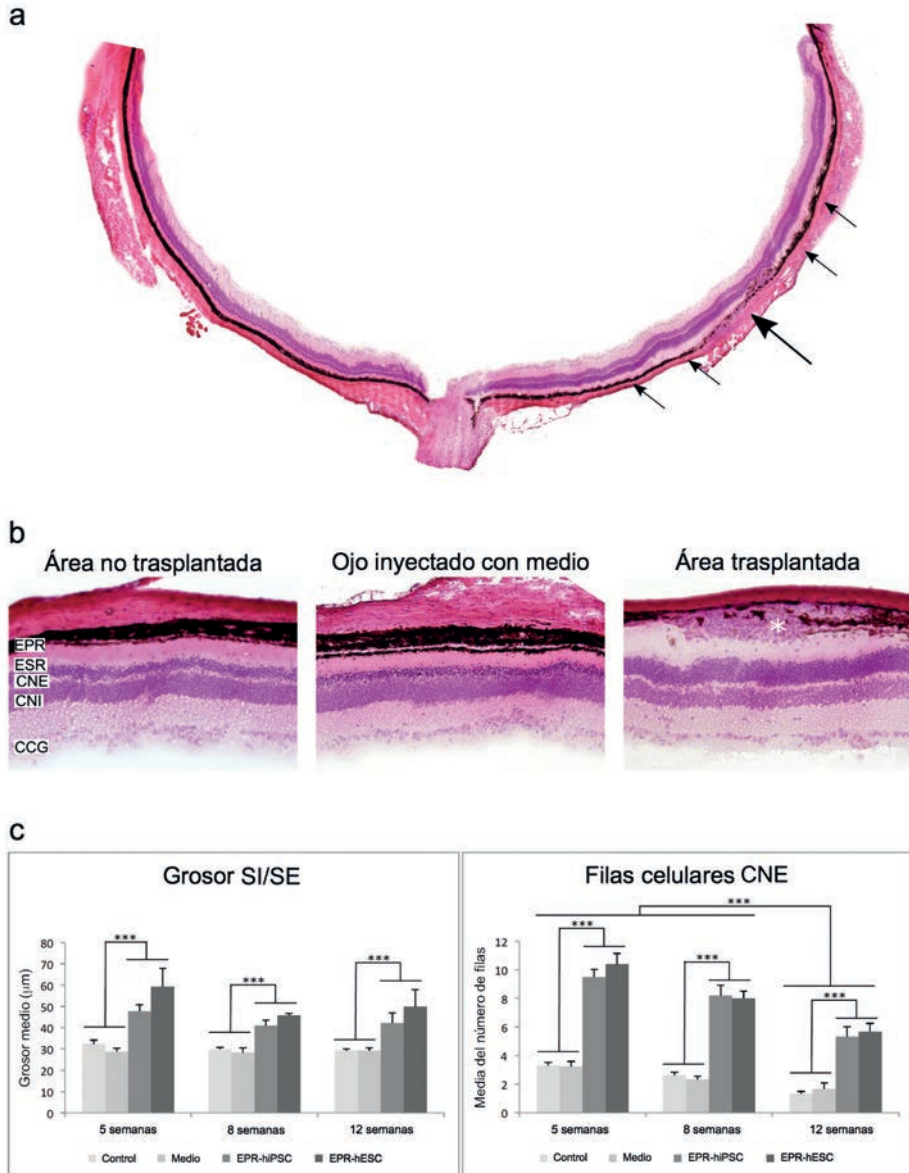 a
b
Área no trasplantada
Ojo inyectado con medio
Área trasplantada
EPR
ESR
CNE
CNI
CCG
*
c
Grosor SI/SE
Grosor medio (µm)
80
70
60
50
40
30
20
10
0
***
***
***
5 semanas
8 semanas
12 semanas
Control
Medio
EPR-hiPSC
EPR-hESC
Filas celulares CNE
Media del número de filas
12
10
8
6
4
2
0
***
***
***
***
5 semanas
8 semanas
12 semanas
Control
Medio
EPR-hiPSC
EPR-hESC